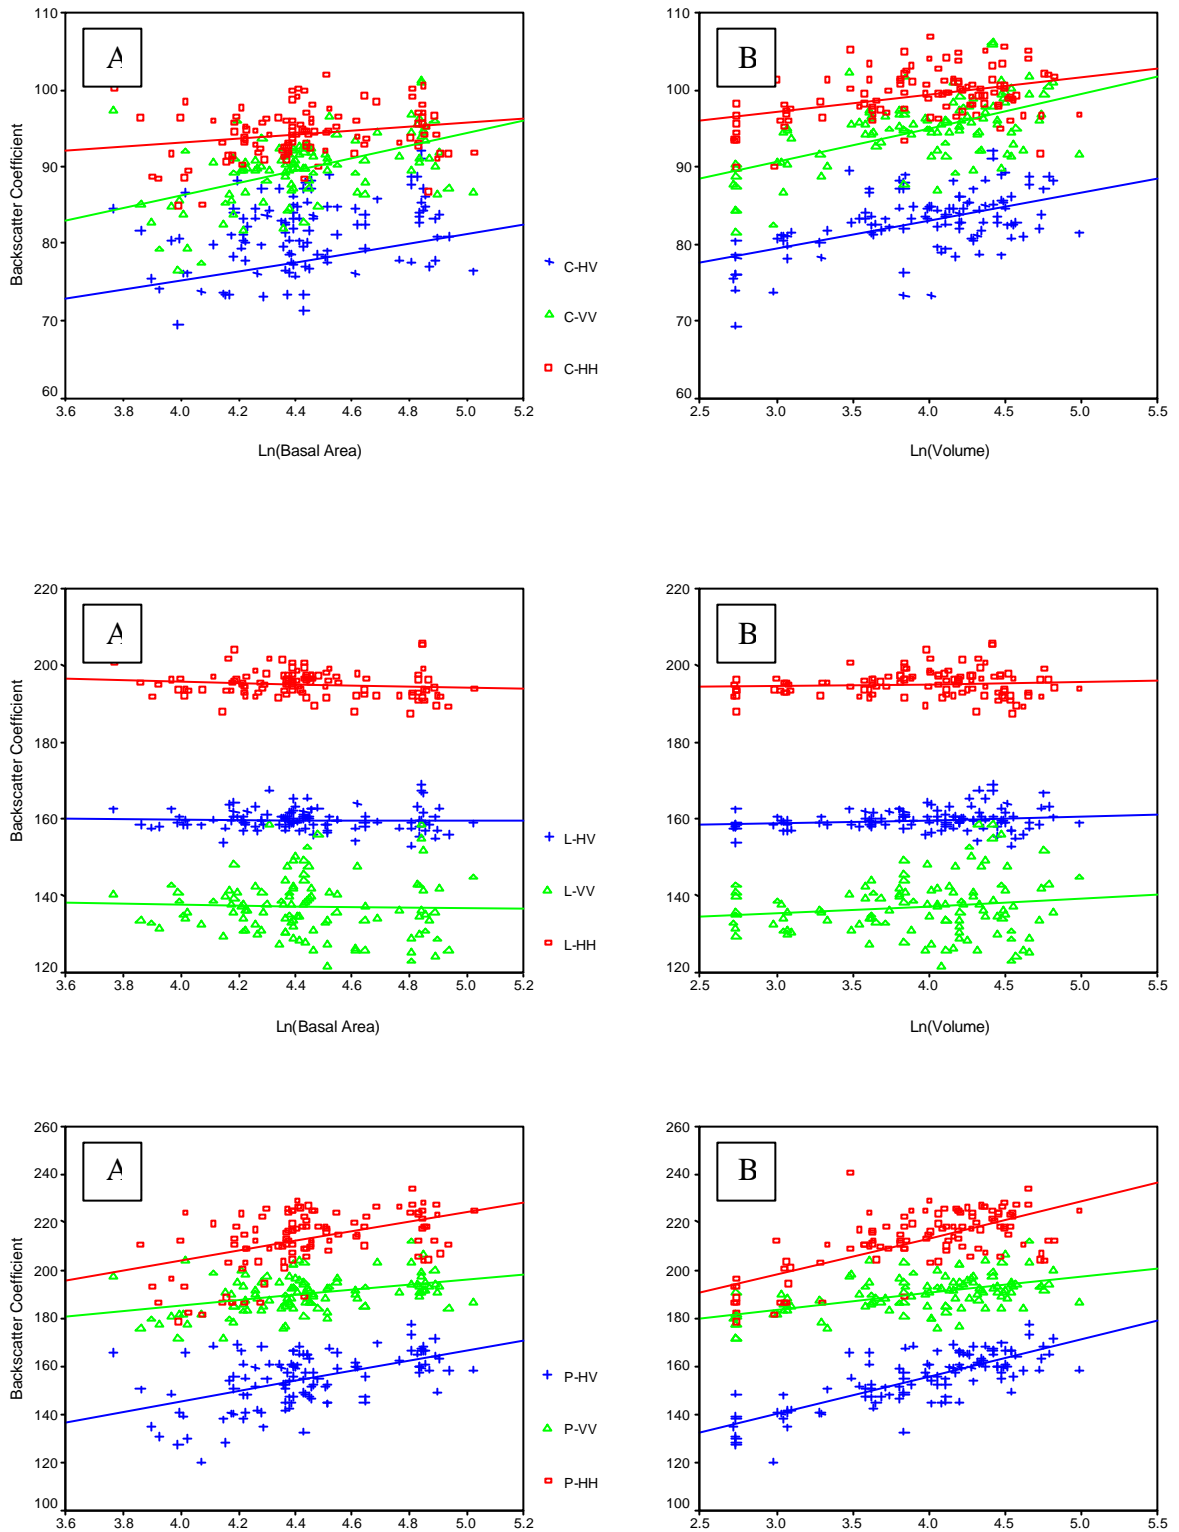 110
100
90
80
70
60
Backscatter Coefficient
A
3.6 3.8 4.0 4.2 4.4 4.6 4.8 5.0 5.2
Ln(Basal Area)
C-HV
C-VV
C-HH
110
100
90
80
70
60
B
2.5 3.0 3.5 4.0 4.5 5.0 5.5
Ln(Volume)
220
200
180
160
140
120
Backscatter Coefficient
A
3.6 3.8 4.0 4.2 4.4 4.6 4.8 5.0 5.2
Ln(Basal Area)
L-HV
L-VV
L-HH
220
200
180
160
140
120
B
2.5 3.0 3.5 4.0 4.5 5.0 5.5
Ln(Volume)
260
240
220
200
180
160
140
120
100
Backscatter Coefficient
A
3.6 3.8 4.0 4.2 4.4 4.6 4.8 5.0 5.2
P-HV
P-VV
P-HH
260
240
220
200
180
160
140
120
100
B
2.5 3.0 3.5 4.0 4.5 5.0 5.5